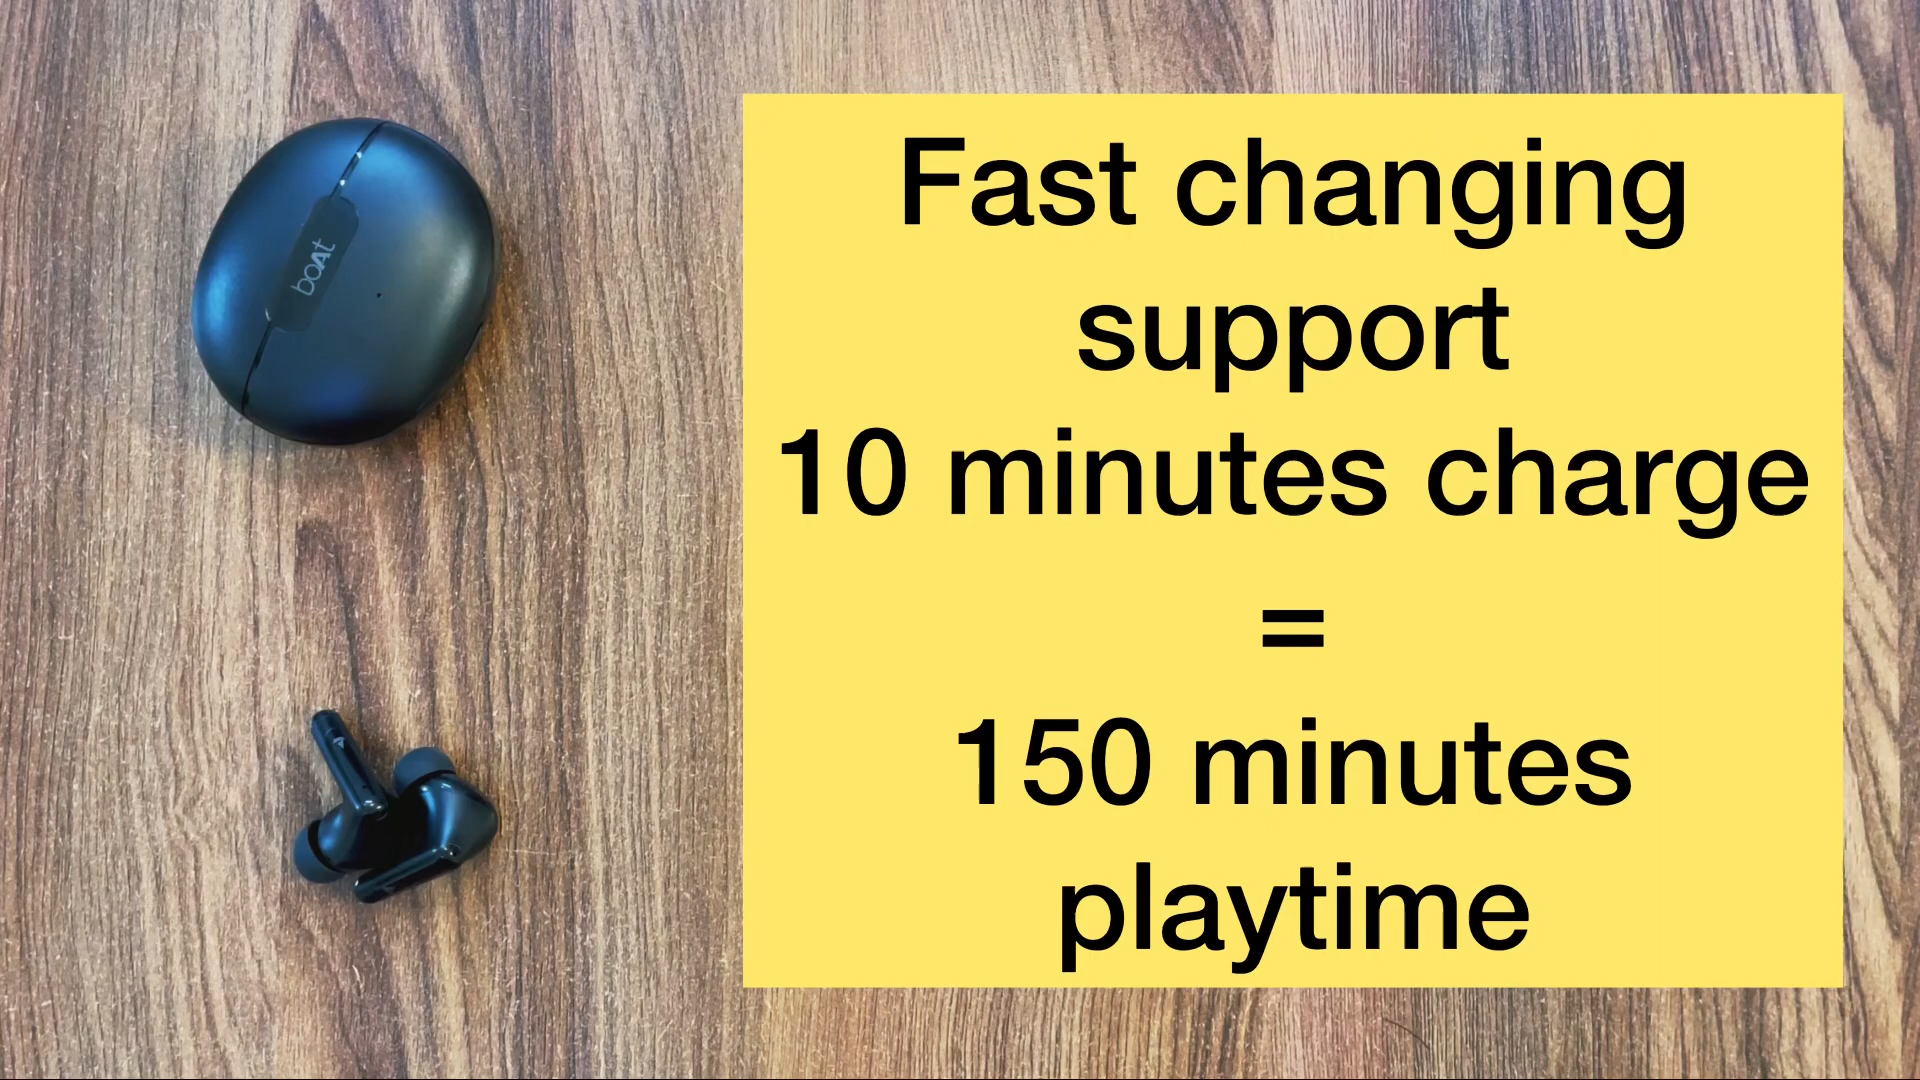 boAt
Fast changing
support
10 minutes charge
=
150 minutes
playtime